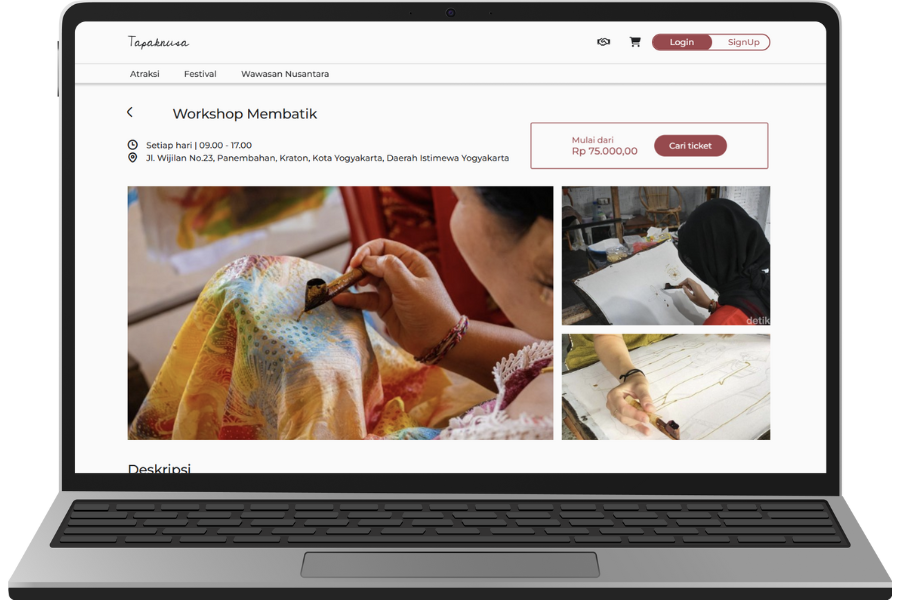 Tapaknusa
Login
SignUp
Atraksi
Festival
Wawasan Nusantara
Workshop Membatik
Setiap hari | 09.00 - 17.00
Jl. Wijilan No.23, Panembahan, Kraton, Kota Yogyakarta, Daerah Istimewa Yogyakarta
Mulai dari
Rp 75.000,00
Cari ticket
detik
Deskripsi